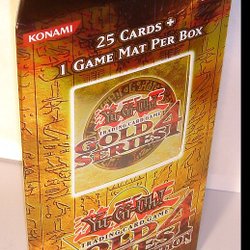 KONAMI
25 CARDS +
1 GAME MAT PER BOX
Yu-Gi-Oh!
TRADING CARD GAME
GOLD
SERIES
Yu-Gi-Oh!
TRADING CARD GAME
GOLD